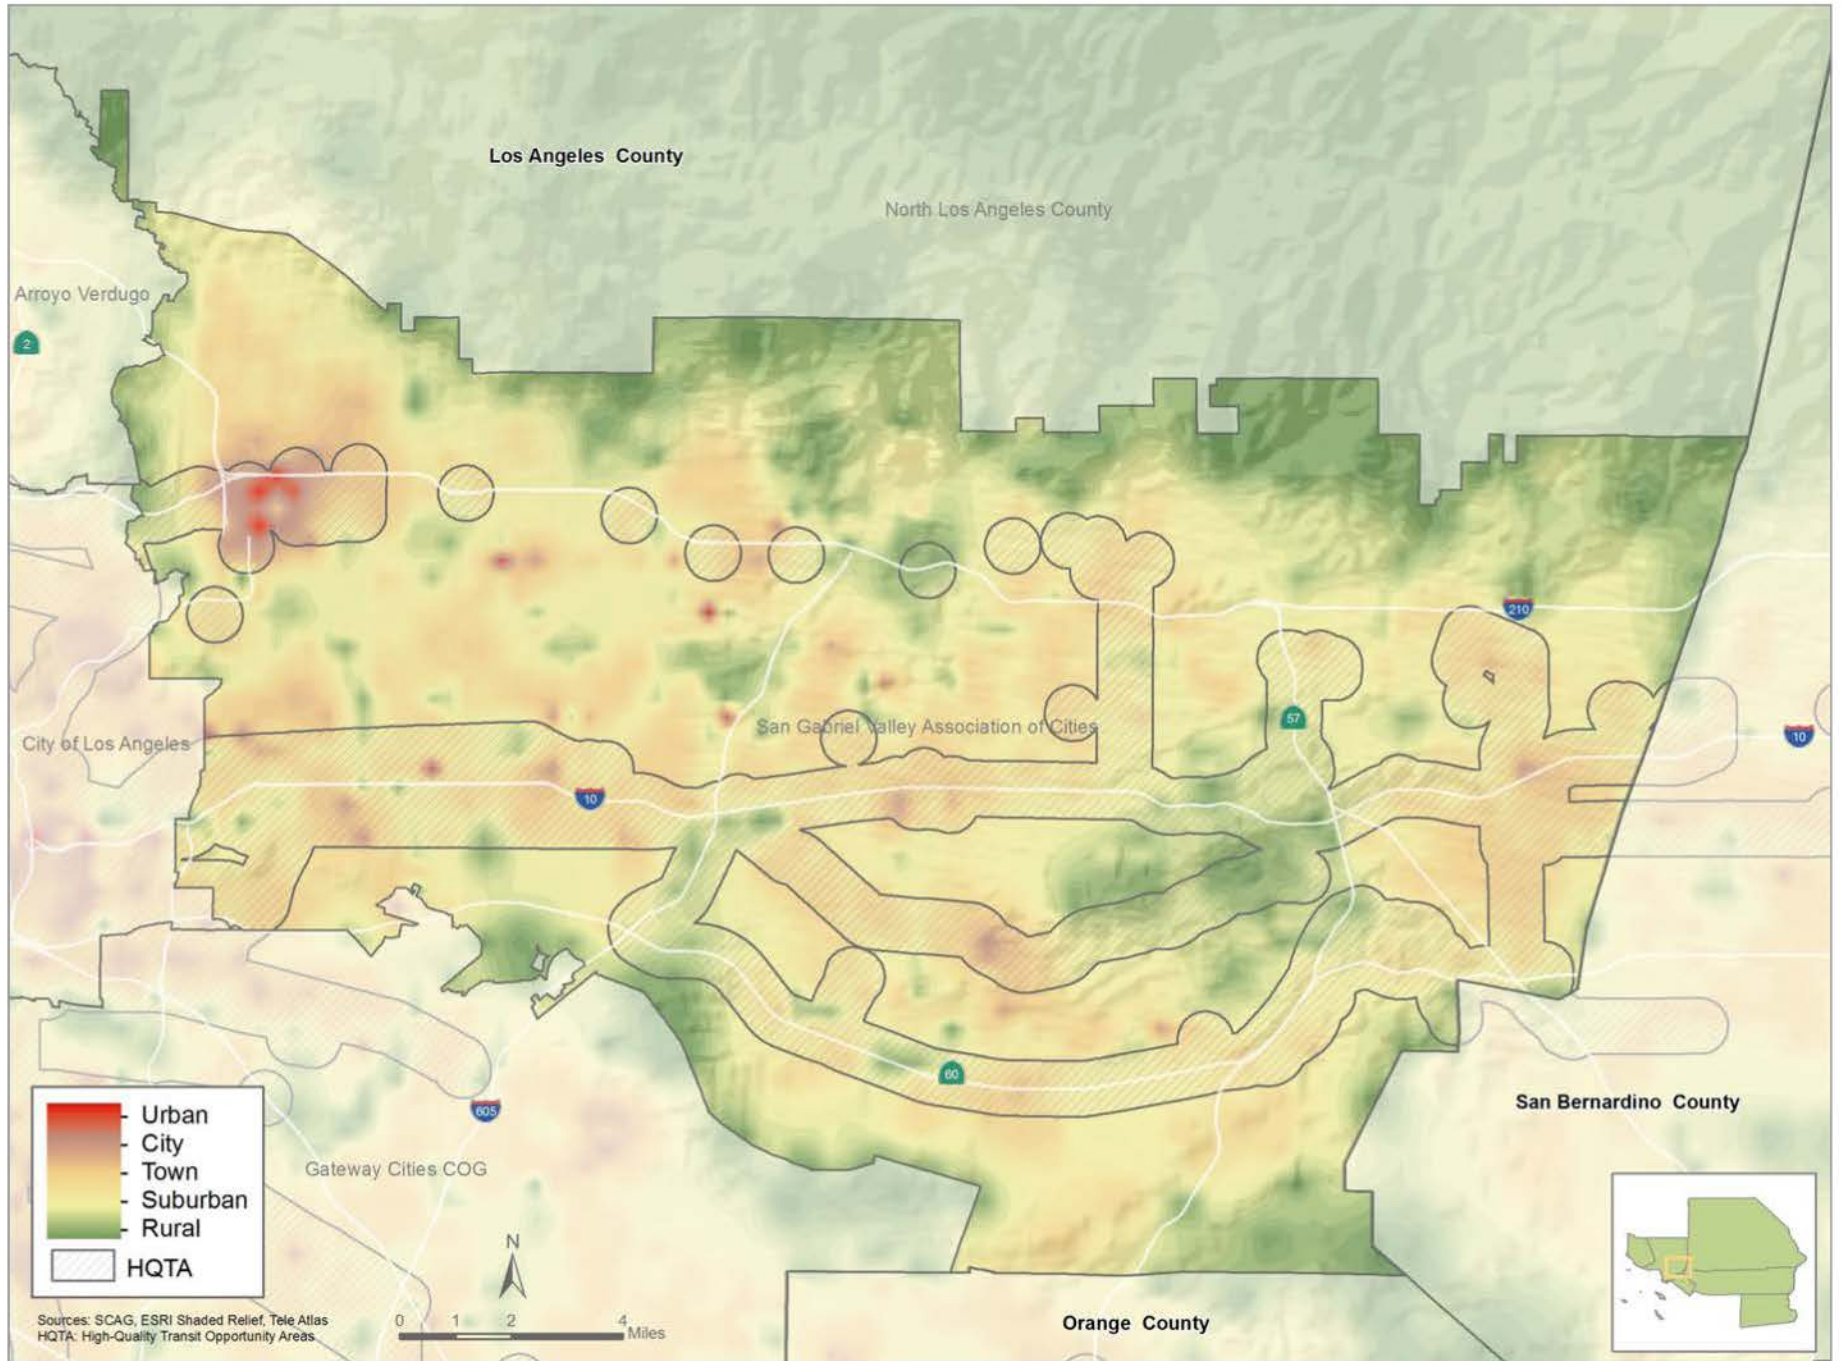 Los Angeles County
North Los Angeles County
Arroyo Verdugo
2
210
57
San Gabriel Valley Association of Cities
City of Los Angeles
10
10
60
San Bernardino County
605
Gateway Cities COG
Urban
City
Town
Suburban
Rural
HQTA
N
Sources: SCAG, ESRI Shaded Relief, Tele Atlas
HQTA: High-Quality Transit Opportunity Areas
0 1 2 4
Miles
Orange County